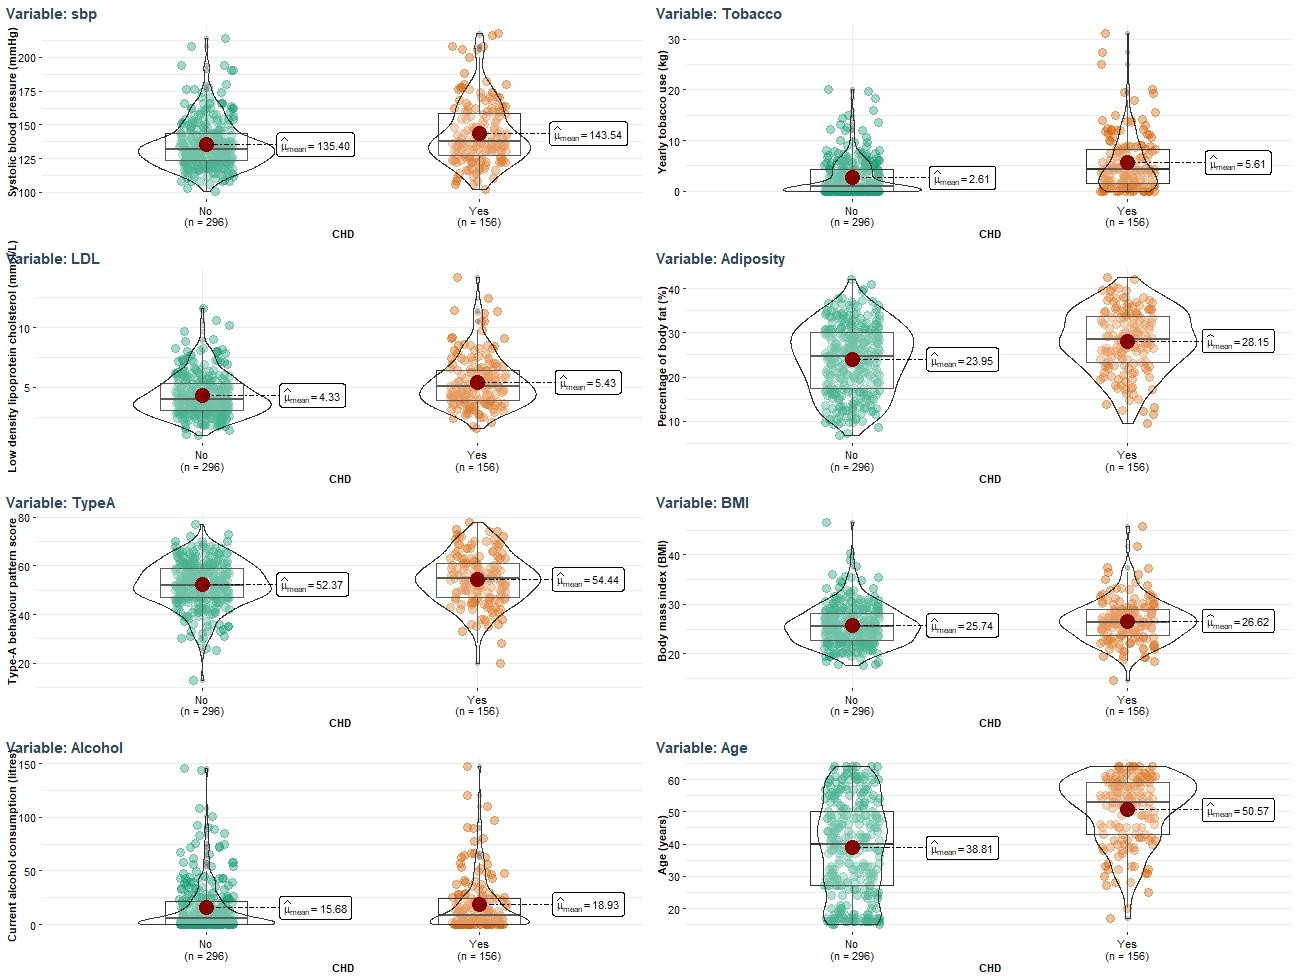 Variable: sbp
Systolic blood pressure (mmHg)
200
175
150
125
100
μ̂mean = 135.40
μ̂mean = 143.54
No
(n = 296)
Yes
(n = 156)
CHD
Variable: Tobacco
Yearly tobacco use (kg)
30
20
10
0
μ̂mean = 2.61
μ̂mean = 5.61
No
(n = 296)
Yes
(n = 156)
CHD
Variable: LDL
Low density lipoprotein cholsterol (mmol/L)
10
5
μ̂mean = 4.33
μ̂mean = 5.43
No
(n = 296)
Yes
(n = 156)
CHD
Variable: Adiposity
Percentage of body fat (%)
40
30
20
10
μ̂mean = 23.95
μ̂mean = 28.15
No
(n = 296)
Yes
(n = 156)
CHD
Variable: TypeA
Type-A behaviour pattern score
80
60
40
20
μ̂mean = 52.37
μ̂mean = 54.44
No
(n = 296)
Yes
(n = 156)
CHD
Variable: BMI
Body mass index (BMI)
40
30
20
μ̂mean = 25.74
μ̂mean = 26.62
No
(n = 296)
Yes
(n = 156)
CHD
Variable: Alcohol
Current alcohol consumption (litres)
150
100
50
0
μ̂mean = 15.68
μ̂mean = 18.93
No
(n = 296)
Yes
(n = 156)
CHD
Variable: Age
Age (years)
60
50
40
30
20
μ̂mean = 38.81
μ̂mean = 50.57
No
(n = 296)
Yes
(n = 156)
CHD